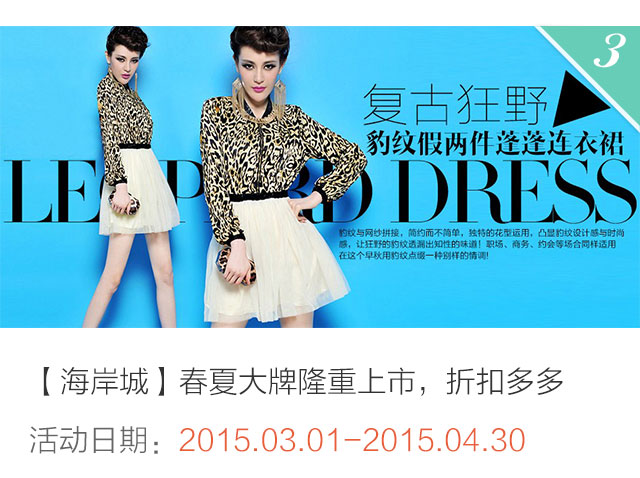 3
复古狂野
豹纹假两件蓬蓬连衣裙
LEOPARD DRESS
豹纹与网纱拼接，简约而不简单，独特的花型运用，凸显豹纹设计感与时尚
感，让狂野的豹纹透漏出知性的味道！职场、商务、约会等场合同样适用
在这个早秋用豹纹点缀一种别样的情调!
【海岸城】春夏大牌隆重上市，折扣多多
活动日期：2015.03.01-2015.04.30